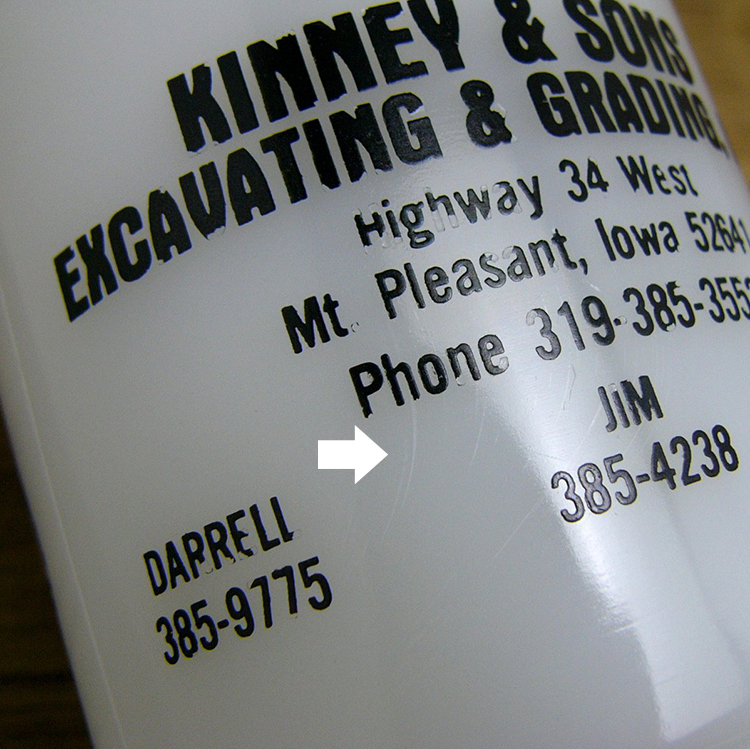 KINNEY & SONS
EXCAVATING & GRADING,
Highway 34 West
Mt. Pleasant, Iowa 52641
Phone 319-385-355
JIM
385-4238
DARRELL
385-9775